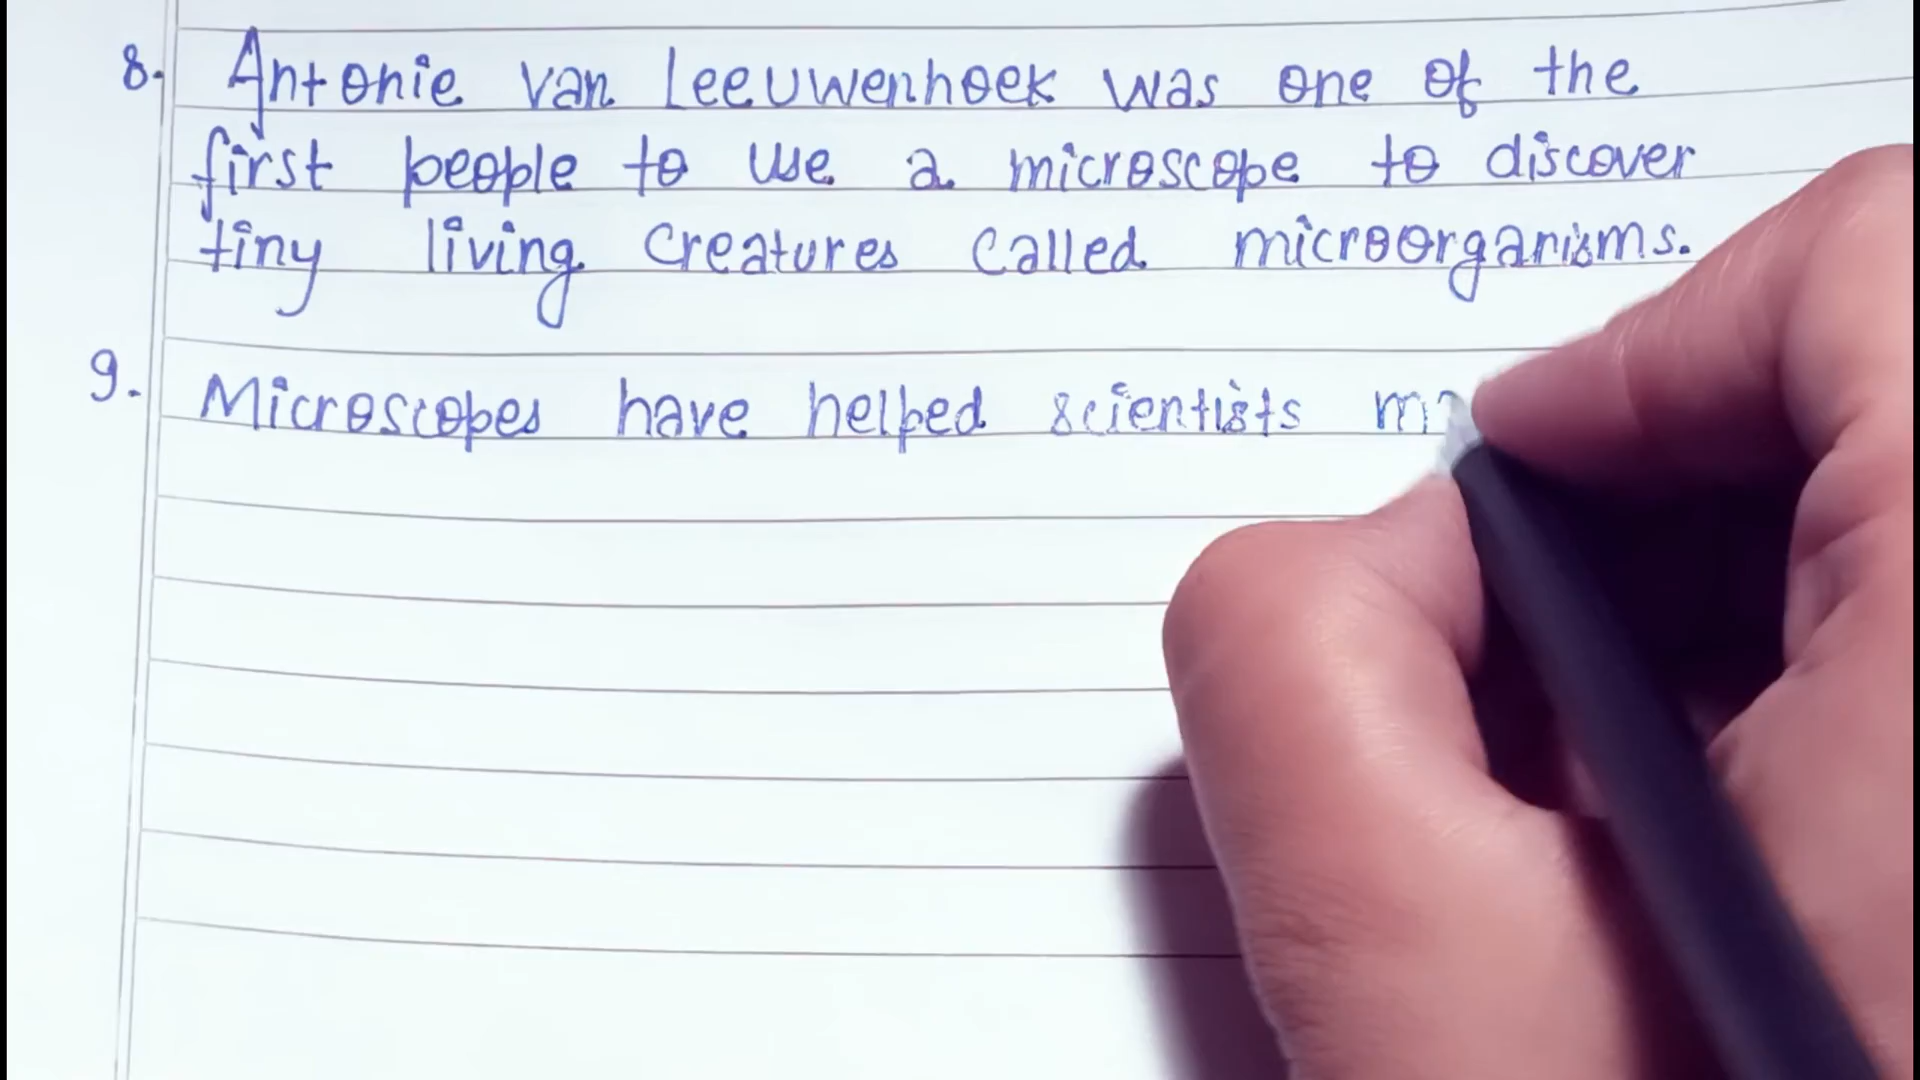 8. Antonie van Leeuwenhoek was one of the
first people to use a microscope to discover
tiny living creatures called microorganisms.
9. Microscopes have helped scientists